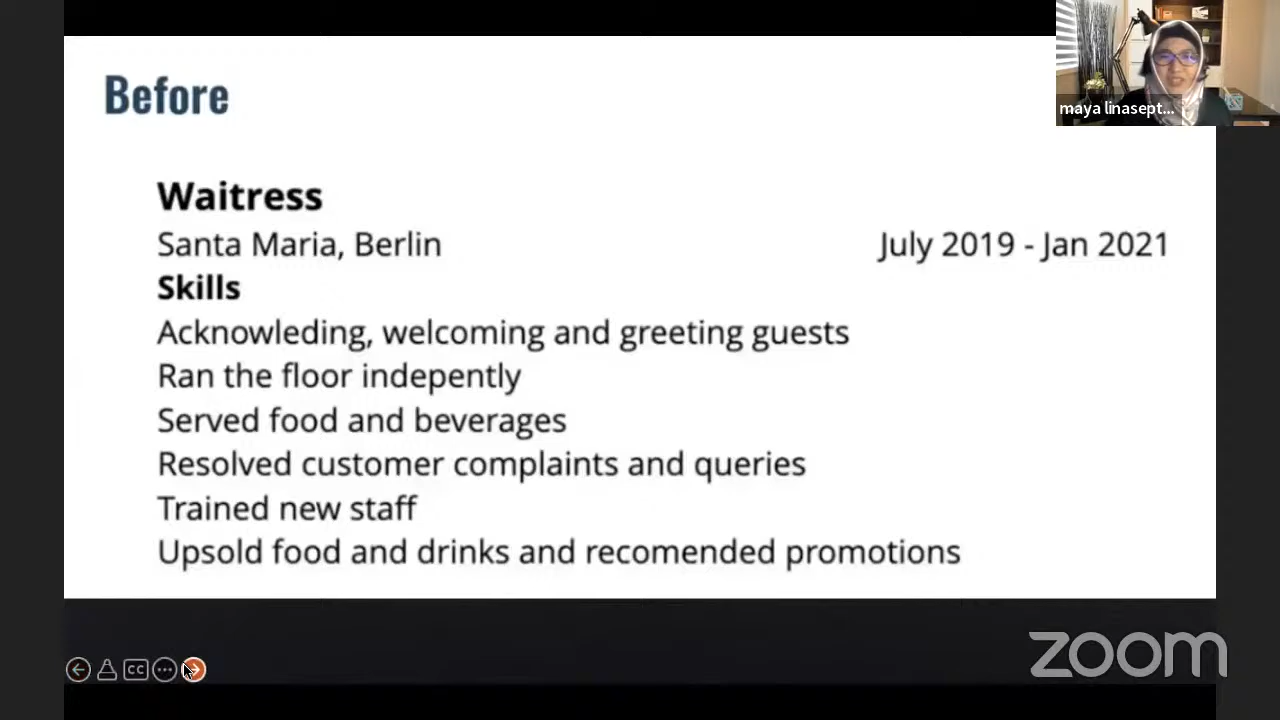 Before
maya linasept...
Waitress
Santa Maria, Berlin July 2019 - Jan 2021
Skills
Acknowleding, welcoming and greeting guests
Ran the floor indepently
Served food and beverages
Resolved customer complaints and queries
Trained new staff
Upsold food and drinks and recomended promotions
CC
zoom